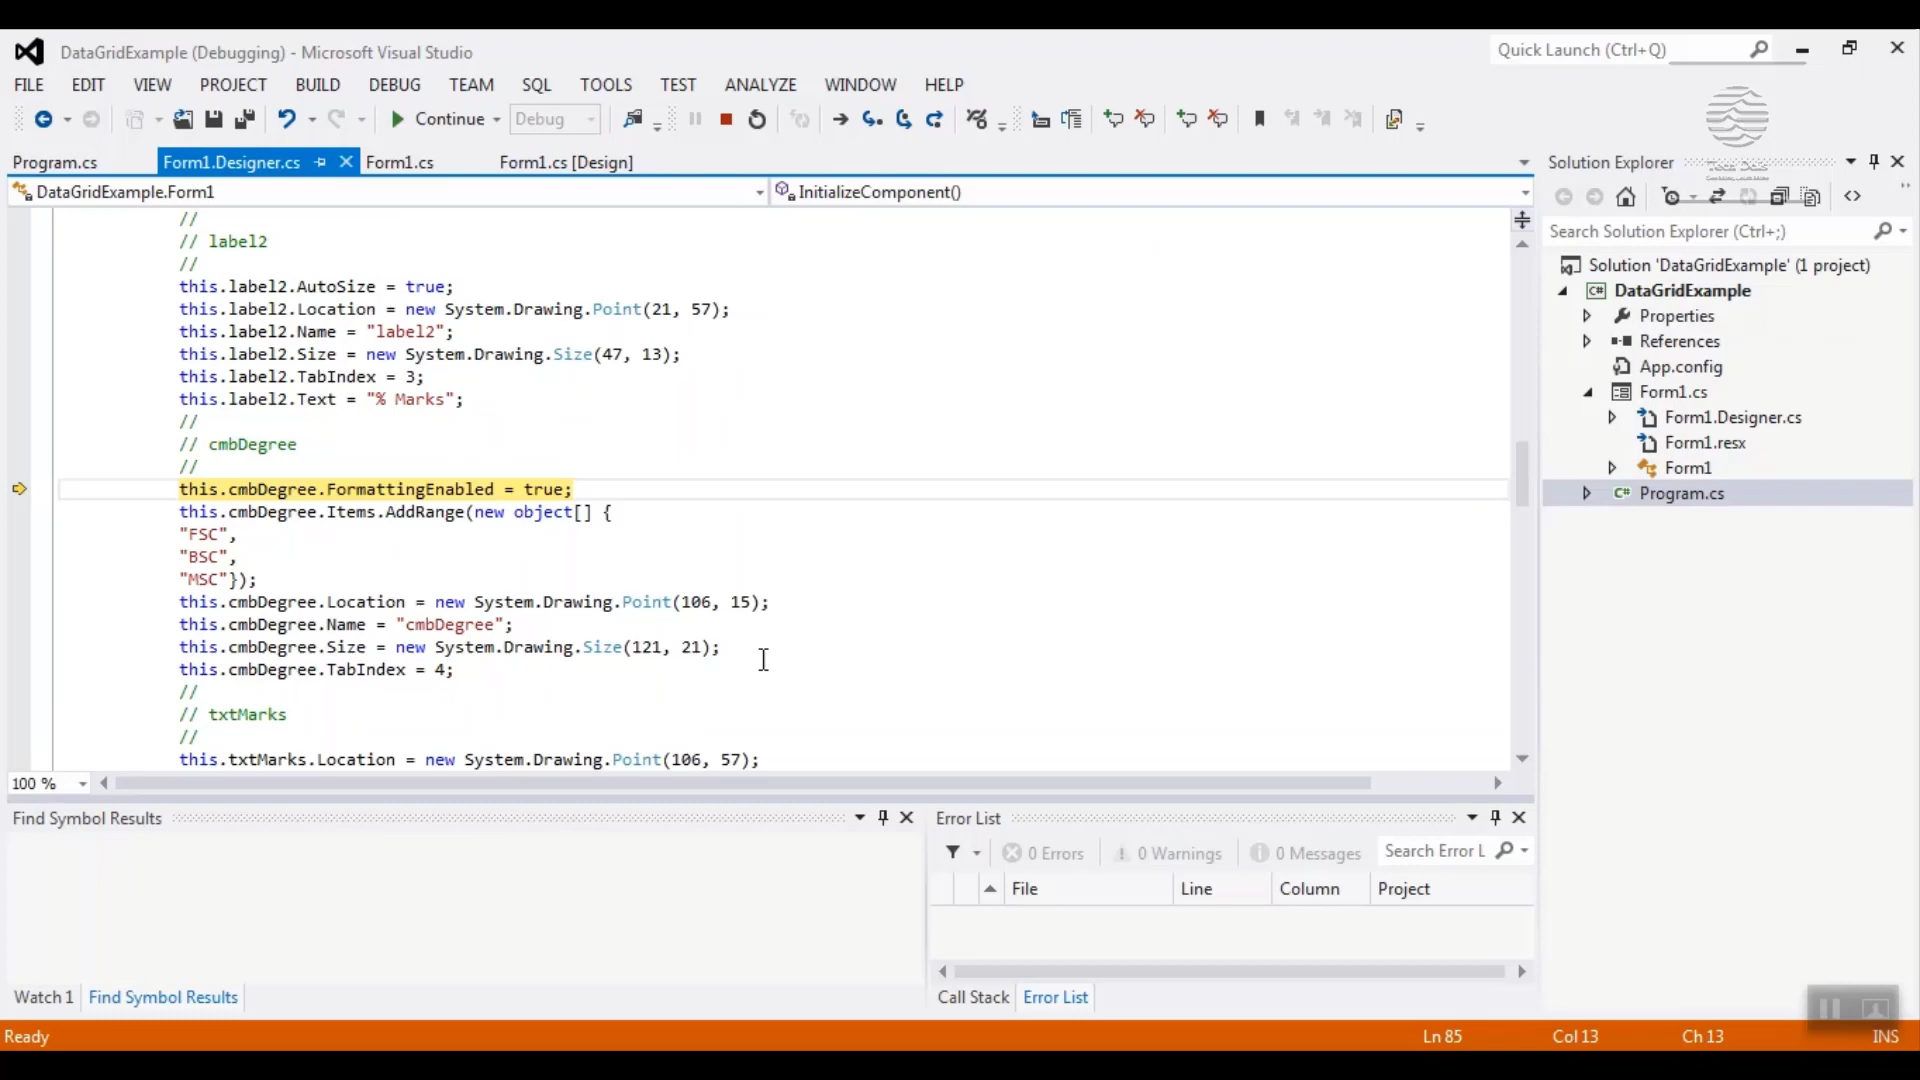 DataGridExample (Debugging) - Microsoft Visual Studio
Quick Launch (Ctrl+Q)
FILE EDIT VIEW PROJECT BUILD DEBUG TEAM SQL TOOLS TEST ANALYZE WINDOW HELP
Continue Debug
Program.cs Form1.Designer.cs Form1.cs Form1.cs [Design]
DataGridExample.Form1 InitializeComponent()
//
// label2
//
this.label2.AutoSize = true;
this.label2.Location = new System.Drawing.Point(21, 57);
this.label2.Name = "label2";
this.label2.Size = new System.Drawing.Size(47, 13);
this.label2.TabIndex = 3;
this.label2.Text = "% Marks";
//
// cmbDegree
//
this.cmbDegree.FormattingEnabled = true;
this.cmbDegree.Items.AddRange(new object[] {
"FSC",
"BSC",
"MSC"});
this.cmbDegree.Location = new System.Drawing.Point(106, 15);
this.cmbDegree.Name = "cmbDegree";
this.cmbDegree.Size = new System.Drawing.Size(121, 21);
this.cmbDegree.TabIndex = 4;
//
// txtMarks
//
this.txtMarks.Location = new System.Drawing.Point(106, 57);
100 %
Solution Explorer
Search Solution Explorer (Ctrl+;)
Solution 'DataGridExample' (1 project)
C# DataGridExample
Properties
References
App.config
Form1.cs
Form1.Designer.cs
Form1.resx
Form1
C# Program.cs
Find Symbol Results
Error List
0 Errors 0 Warnings 0 Messages Search Error L
File Line Column Project
Watch 1 Find Symbol Results
Call Stack Error List
Ready Ln 85 Col 13 Ch 13 INS